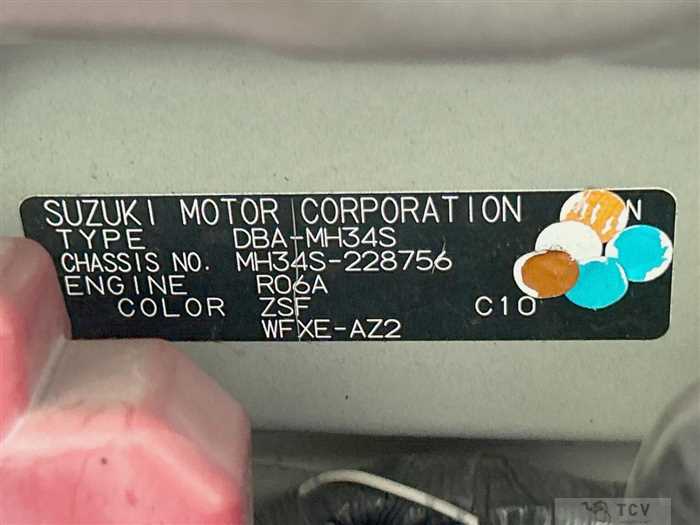 SUZUKI MOTOR CORPORATION N
TYPE DBA-MH34S
CHASSIS NO. MH34S-228756
ENGINE R06A
COLOR ZSF C10
WFXE-AZ2
TCV